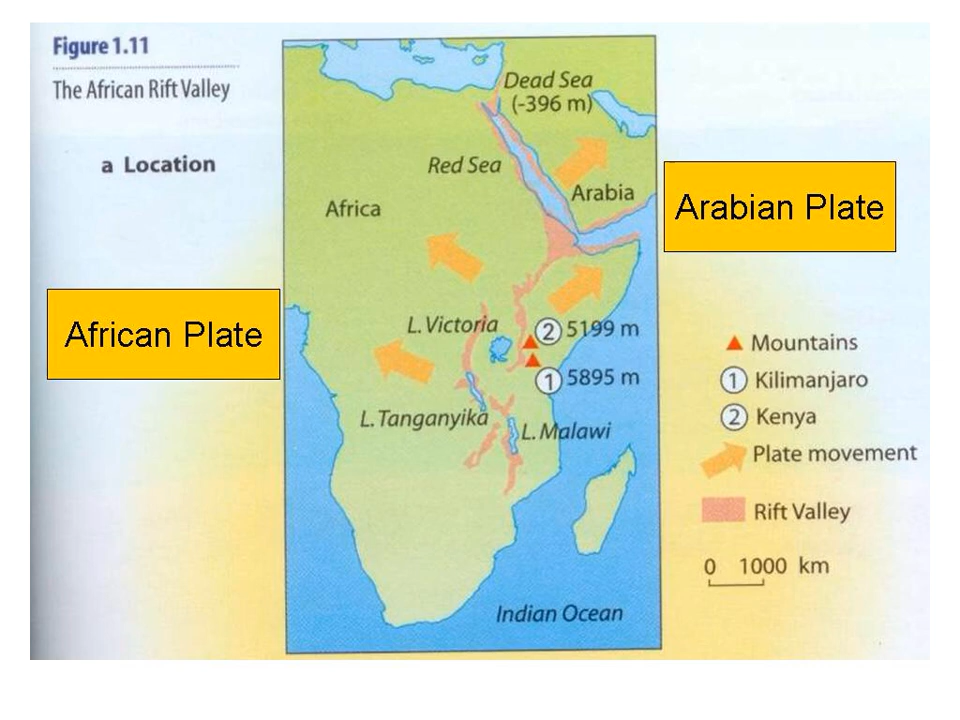 Figure 1.11
The African Rift Valley
a Location
Dead Sea
(-396 m)
Red Sea
Arabia
Africa
Arabian Plate
African Plate
L. Victoria
2 5199 m
1 5895 m
L. Tanganyika
L. Malawi
Indian Ocean
Mountains
1 Kilimanjaro
2 Kenya
Plate movement
Rift Valley
0 1000 km